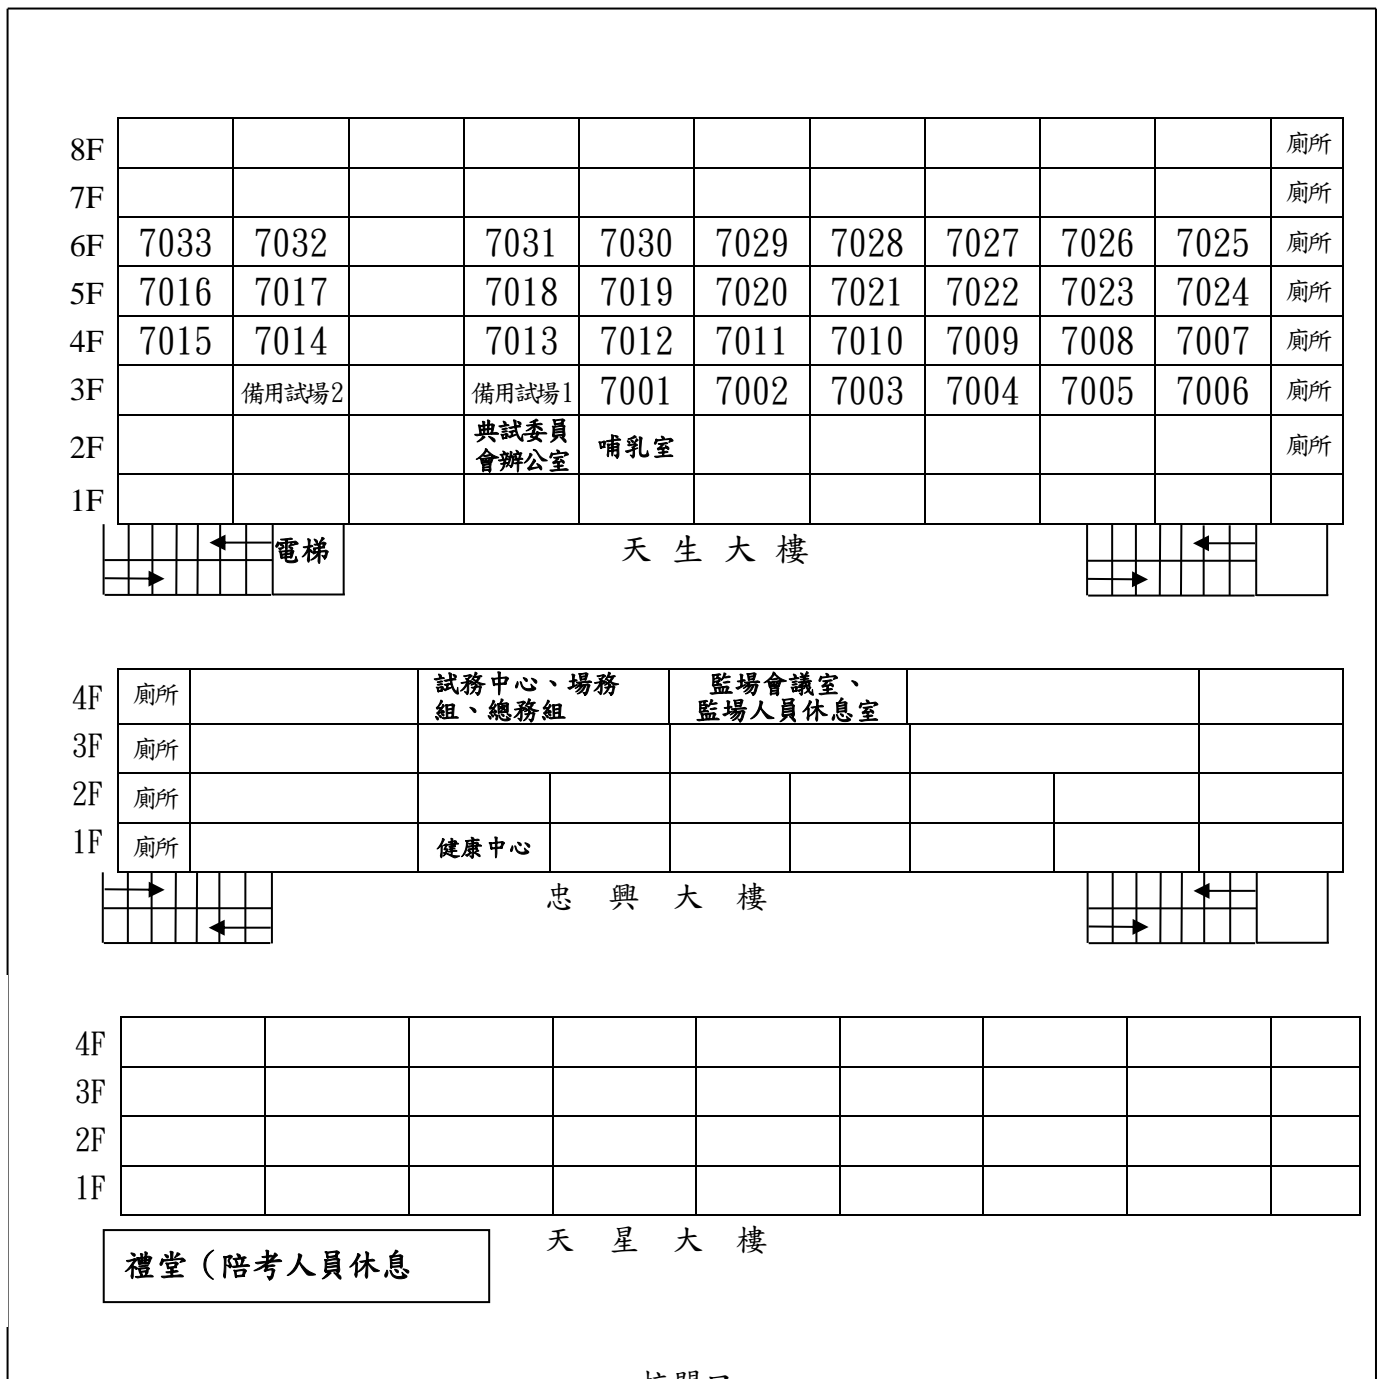 8F 廁所
7F 廁所
6F 7033 7032 7031 7030 7029 7028 7027 7026 7025 廁所
5F 7016 7017 7018 7019 7020 7021 7022 7023 7024 廁所
4F 7015 7014 7013 7012 7011 7010 7009 7008 7007 廁所
3F 備用試場2 備用試場1 7001 7002 7003 7004 7005 7006 廁所
2F 典試委員
會辦公室 哺乳室 廁所
1F
電梯 天生大樓
4F 廁所 試務中心、場務
組、總務組 監場會議室、
監場人員休息室
3F 廁所
2F 廁所
1F 廁所 健康中心
忠興大樓
4F
3F
2F
1F
天星大樓
禮堂（陪考人員休息